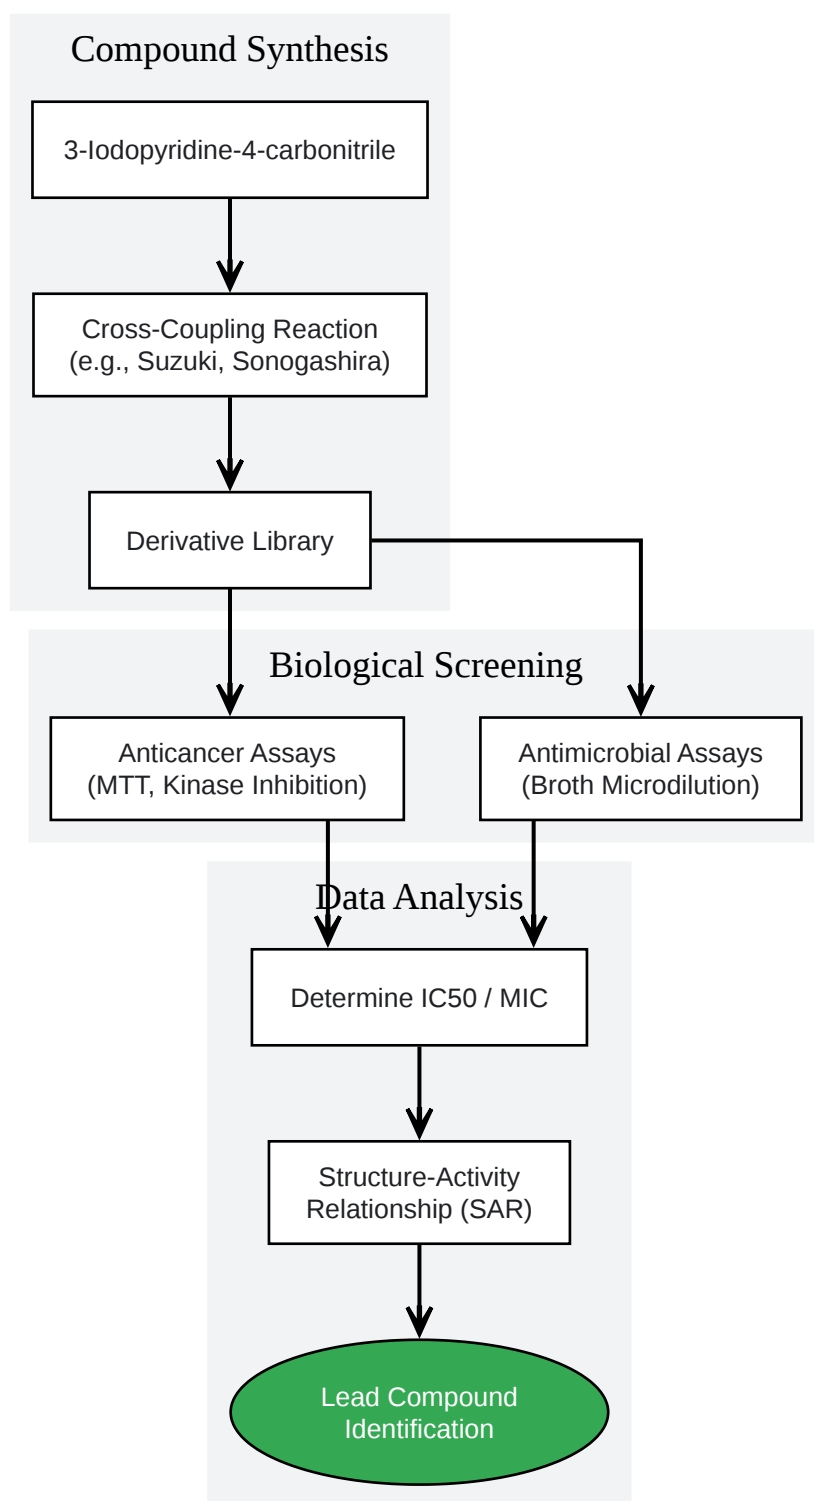 Compound Synthesis
3-Iodopyridine-4-carbonitrile
Cross-Coupling Reaction
(e.g., Suzuki, Sonogashira)
Derivative Library
Biological Screening
Anticancer Assays
(MTT, Kinase Inhibition)
Antimicrobial Assays
(Broth Microdilution)
Data Analysis
Determine IC50 / MIC
Structure-Activity
Relationship (SAR)
Lead Compound
Identification